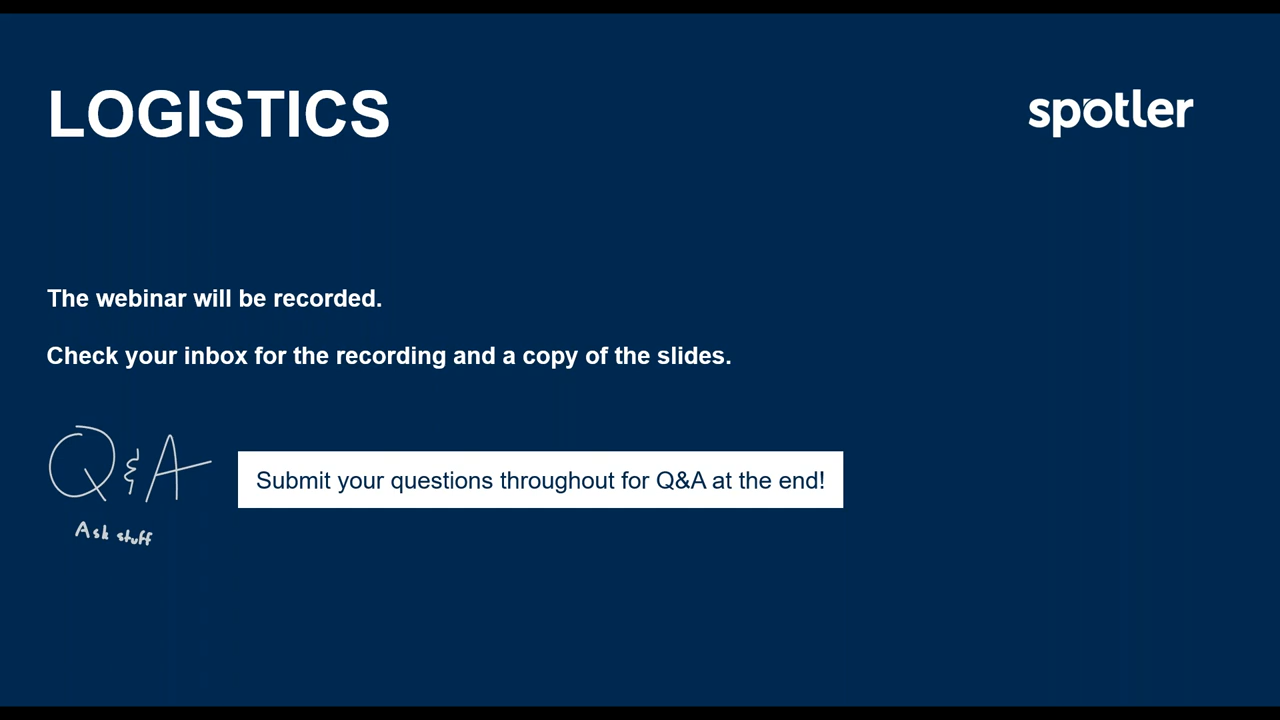 LOGISTICS
spotler
The webinar will be recorded.
Check your inbox for the recording and a copy of the slides.
Q&A
Submit your questions throughout for Q&A at the end!
Ask stuff